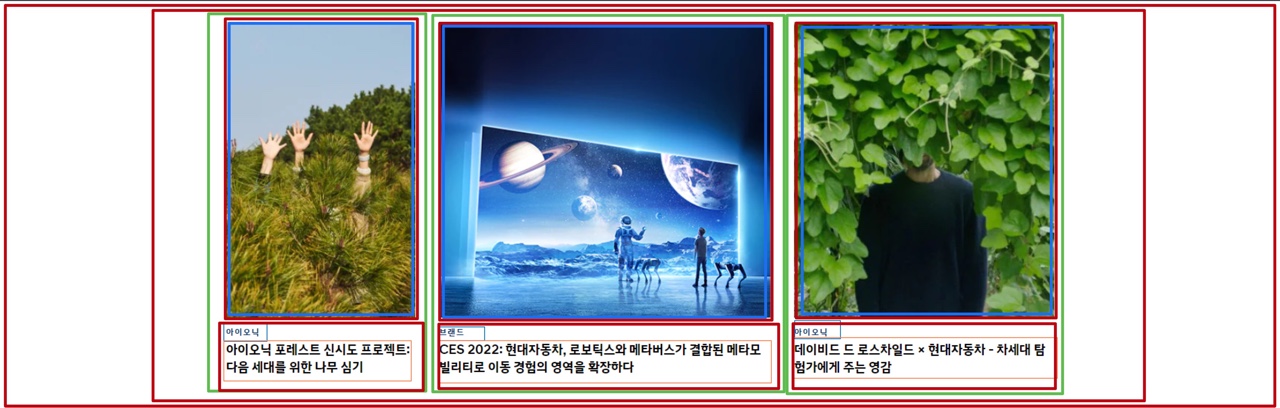 아이오닉
아이오닉 포레스트 신시도 프로젝트:
다음 세대를 위한 나무 심기
브랜드
CES 2022: 현대자동차, 로보틱스와 메타버스가 결합된 메타모
빌리티로 이동 경험의 영역을 확장하다
아이오닉
데이비드 드 로스차일드 × 현대자동차 - 차세대 탐
험가에게 주는 영감